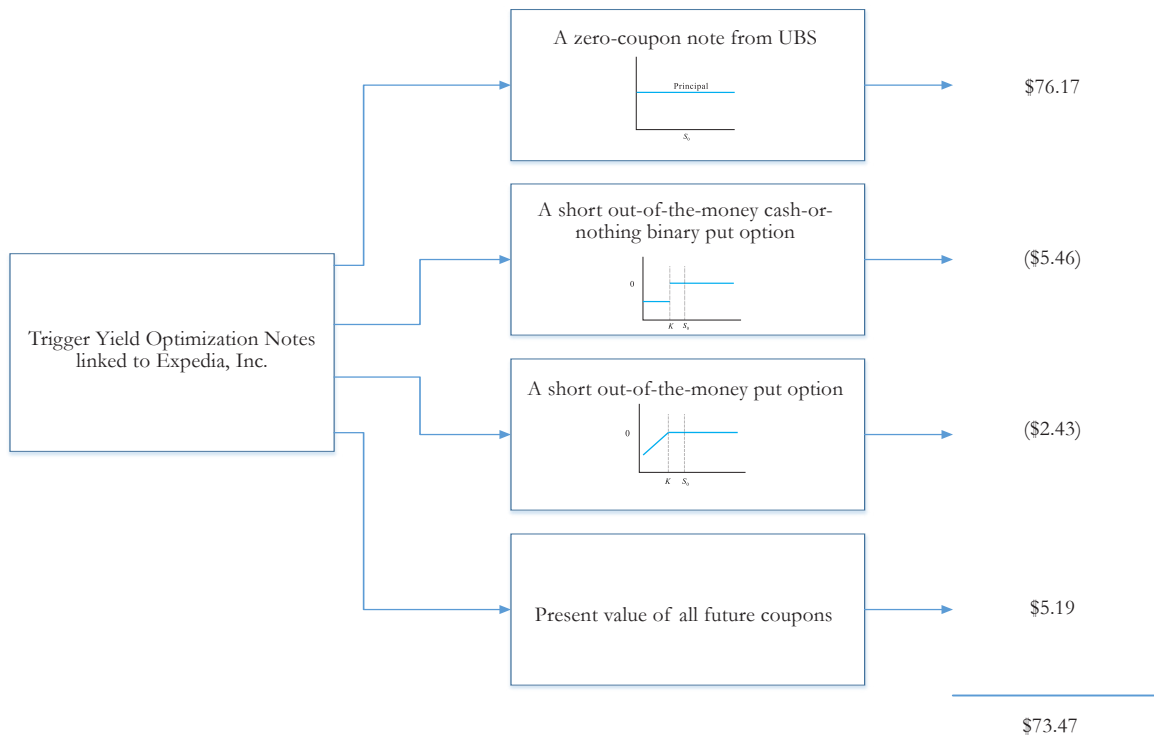 A zero-coupon note from UBS
Principal
S₀
$76.17
A short out-of-the-money cash-or-
nothing binary put option
0
K S₀
($5.46)
Trigger Yield Optimization Notes
linked to Expedia, Inc.
A short out-of-the-money put option
0
K S₀
($2.43)
Present value of all future coupons
$5.19
$73.47